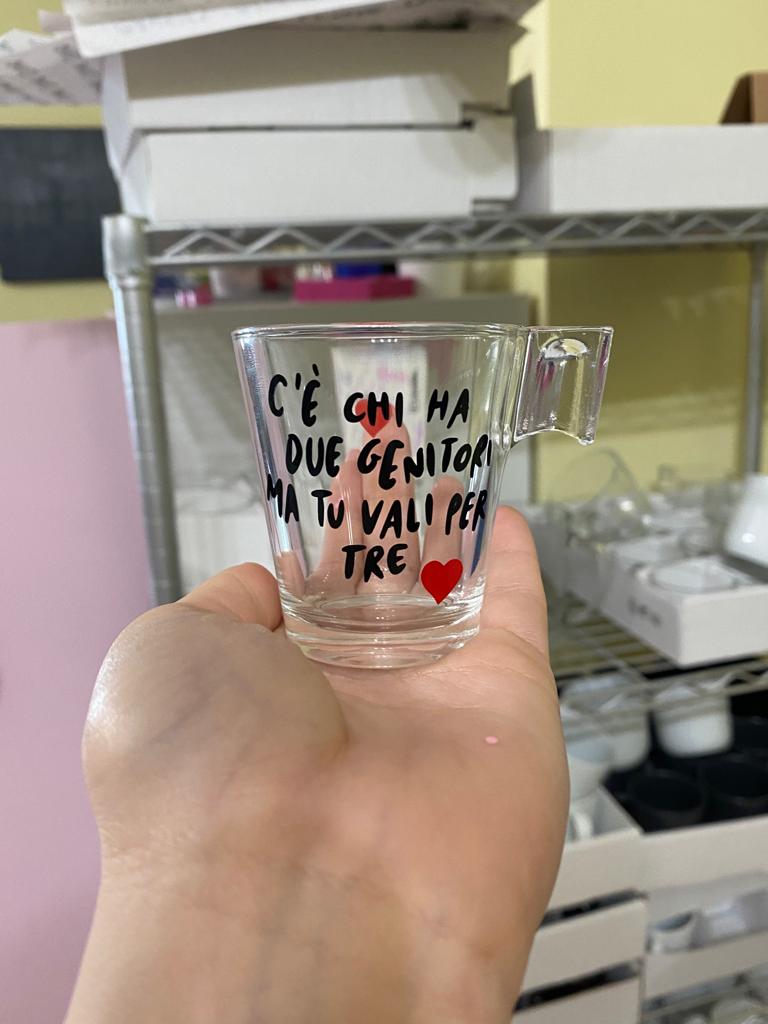 C'È CHI HA
DUE GENITORI
MA TU VALI PER
TRE